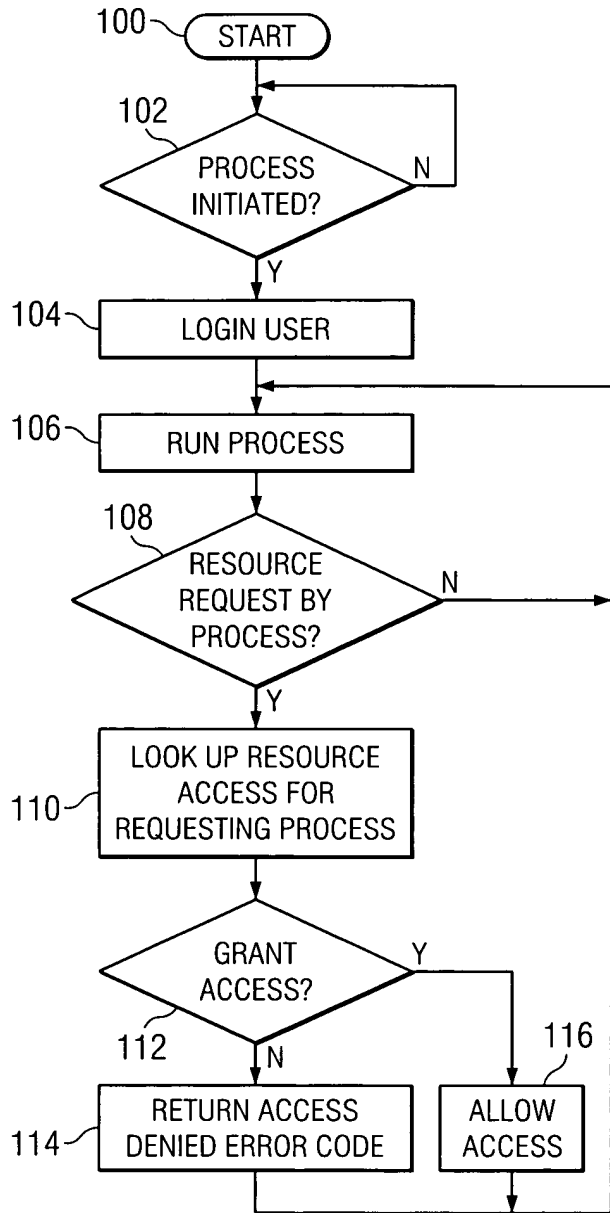 100
START
102
PROCESS
INITIATED?
N
Y
104
LOGIN USER
106
RUN PROCESS
108
RESOURCE
REQUEST BY
PROCESS?
N
Y
110
LOOK UP RESOURCE
ACCESS FOR
REQUESTING PROCESS
GRANT
ACCESS?
Y
112
N
116
114
RETURN ACCESS
DENIED ERROR CODE
ALLOW
ACCESS